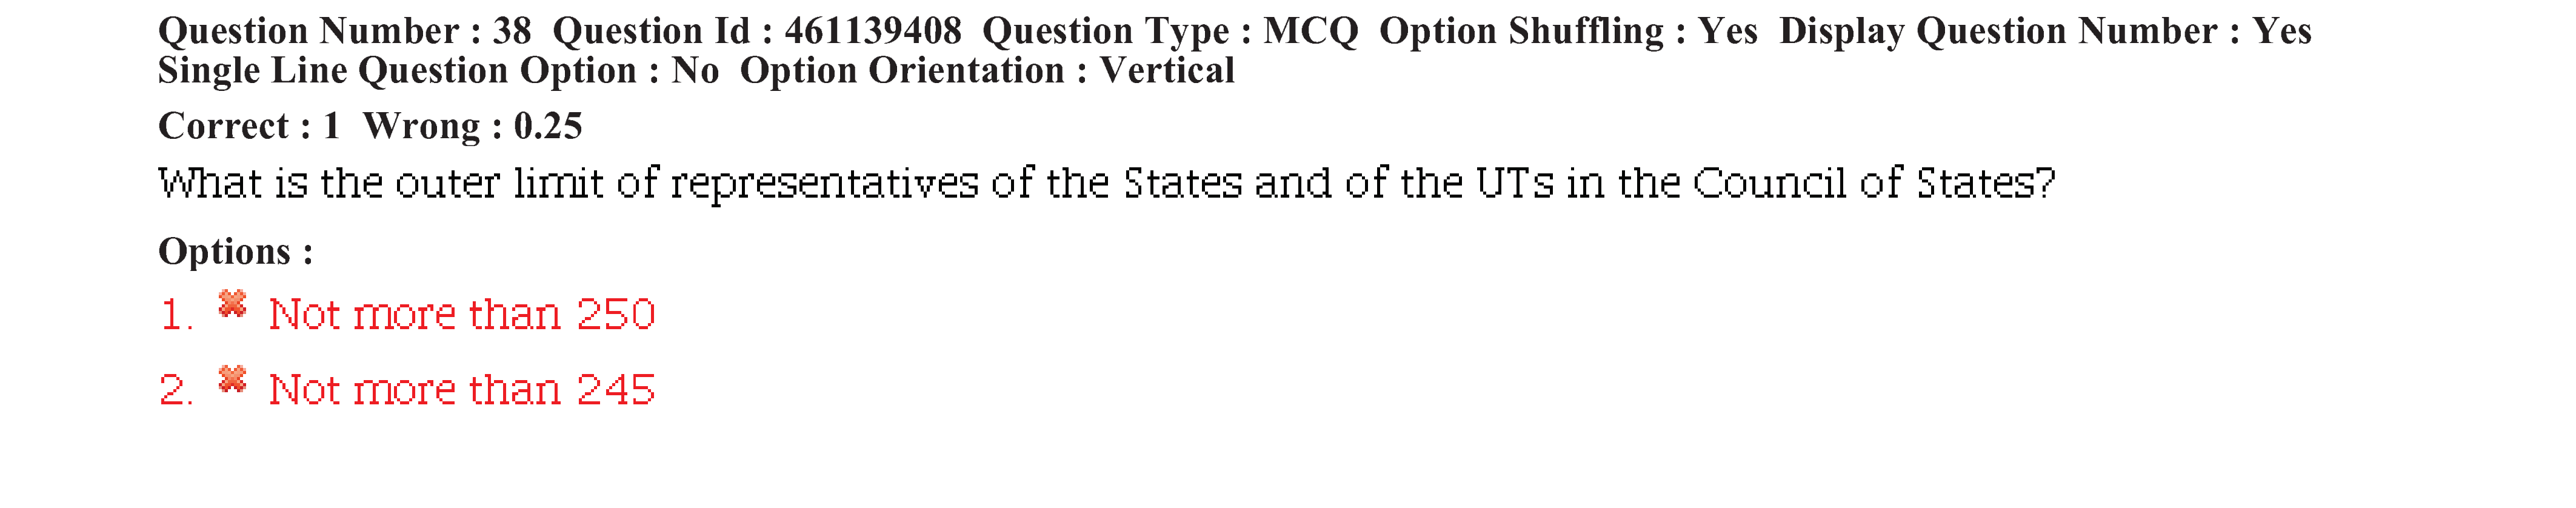 Question Number : 38 Question Id : 461139408 Question Type : MCQ Option Shuffling : Yes Display Question Number : Yes
Single Line Question Option : No Option Orientation : Vertical
Correct : 1 Wrong : 0.25
What is the outer limit of representatives of the States and of the UTs in the Council of States?
Options :
1. Not more than 250
2. Not more than 245